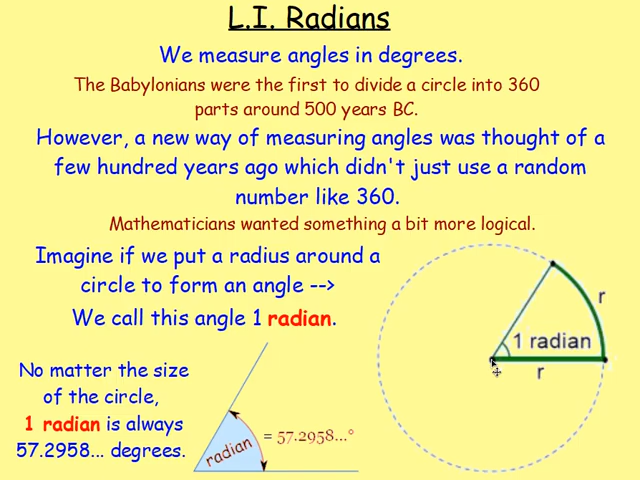 L.I. Radians
We measure angles in degrees.
The Babylonians were the first to divide a circle into 360
parts around 500 years BC.
However, a new way of measuring angles was thought of a
few hundred years ago which didn't just use a random
number like 360.
Mathematicians wanted something a bit more logical.
Imagine if we put a radius around a
circle to form an angle -->
We call this angle 1 radian.
r
1 radian
r
No matter the size
of the circle,
1 radian is always
57.2958... degrees.
radian
= 57.2958...°